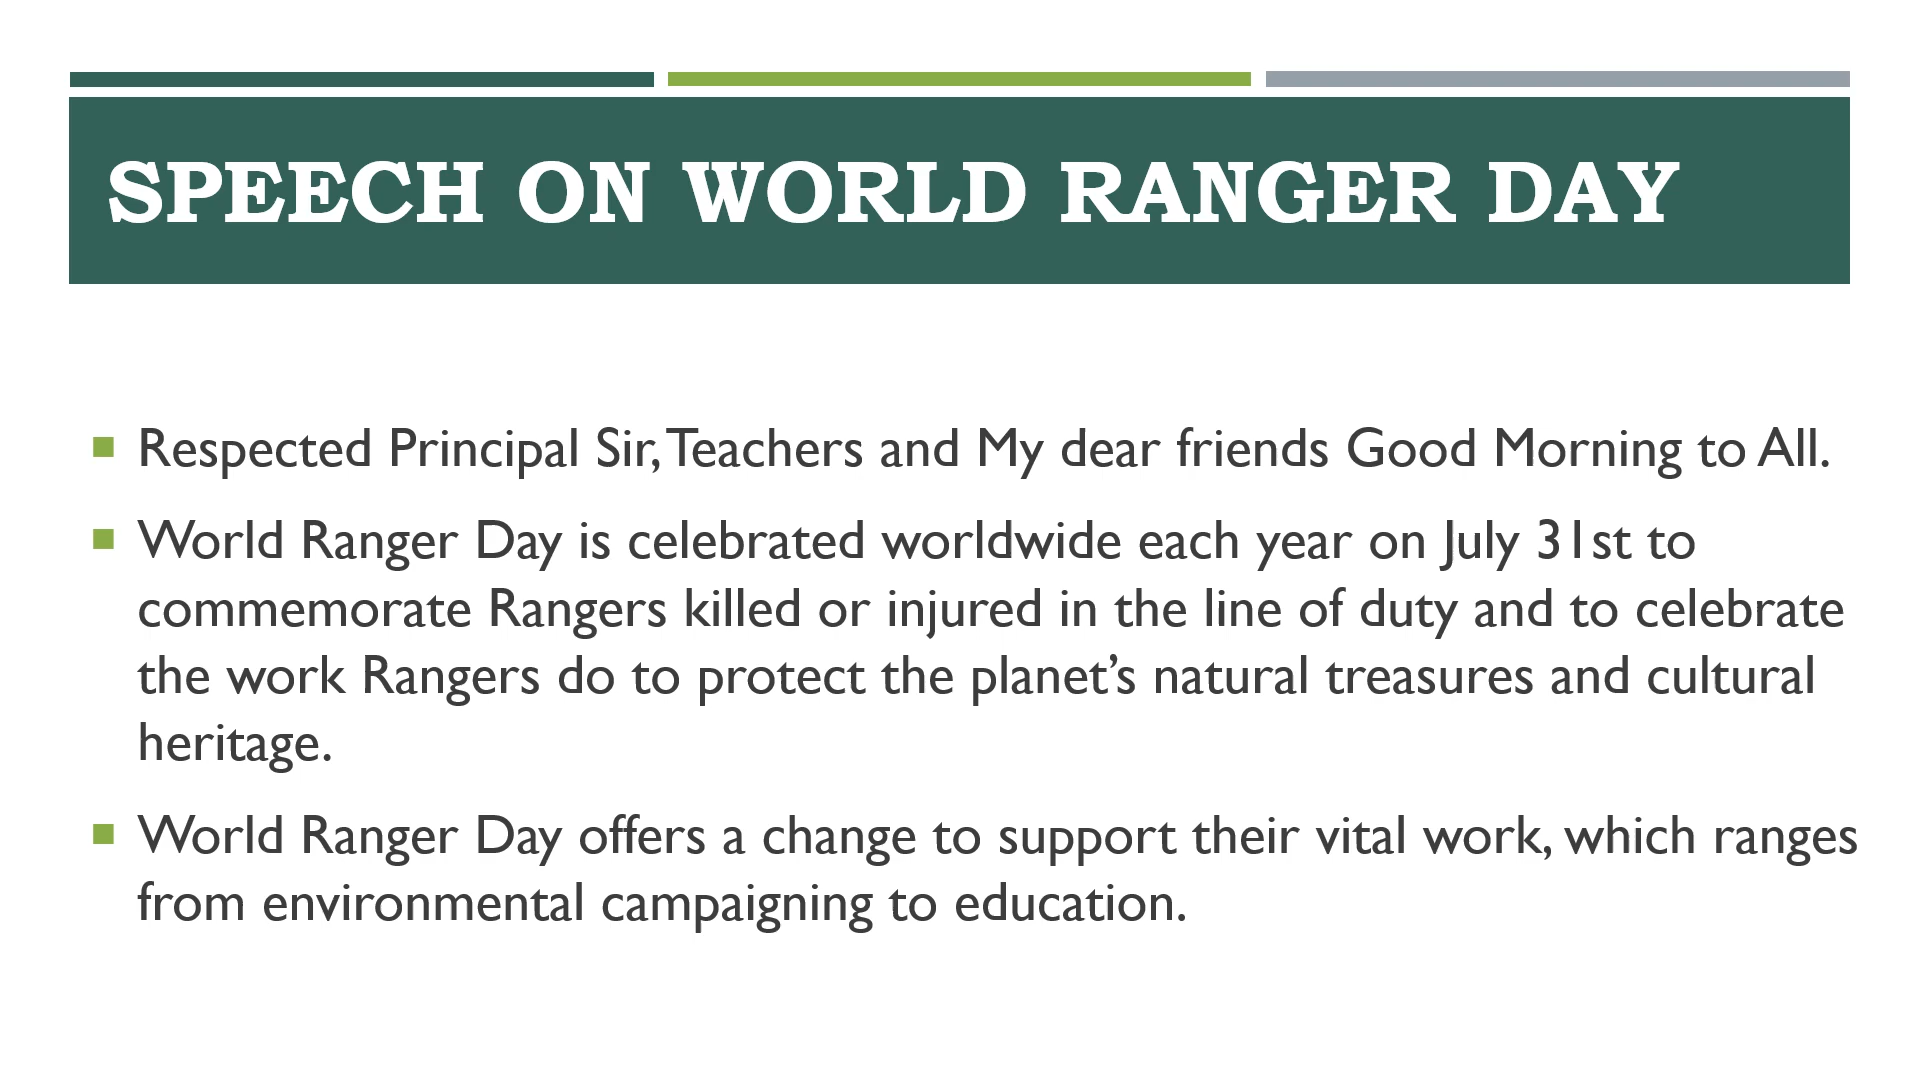 SPEECH ON WORLD RANGER DAY
Respected Principal Sir, Teachers and My dear friends Good Morning to All.
World Ranger Day is celebrated worldwide each year on July 31st to
commemorate Rangers killed or injured in the line of duty and to celebrate
the work Rangers do to protect the planet’s natural treasures and cultural
heritage.
World Ranger Day offers a change to support their vital work, which ranges
from environmental campaigning to education.